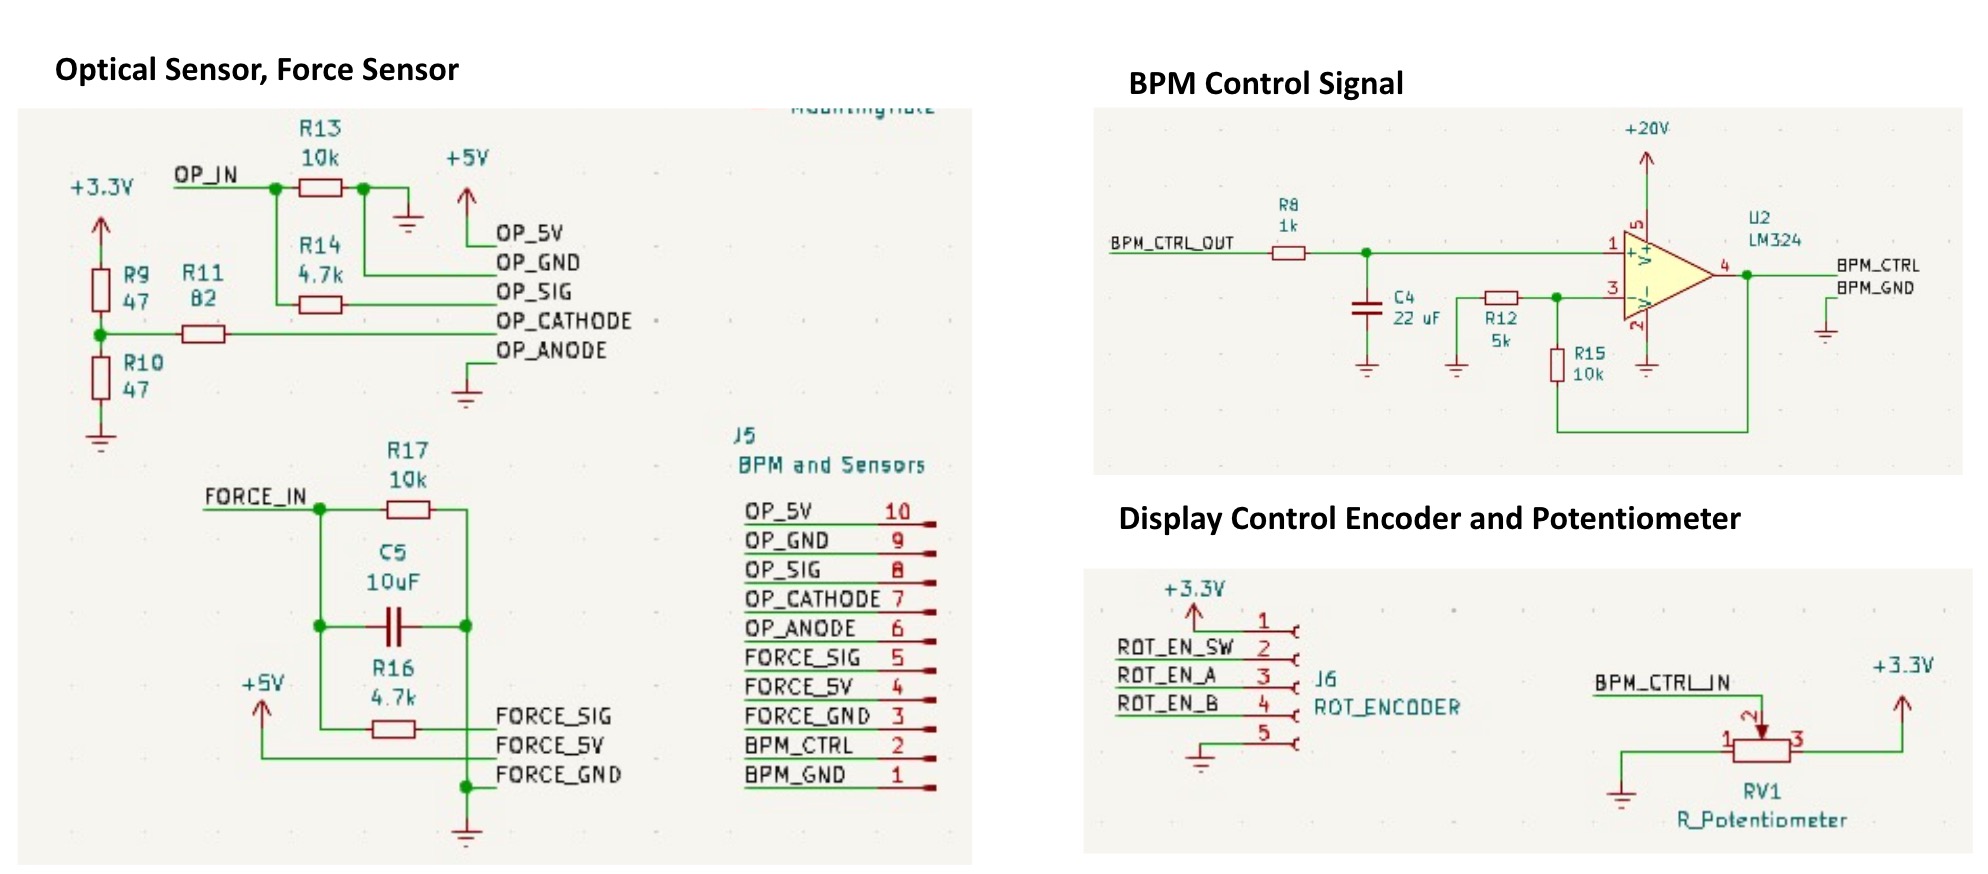 Optical Sensor, Force Sensor
MountingHole
R13
10k
OP_IN
+5V
+3.3V
OP_5V
R14
4.7k
OP_GND
R9
47
R11
82
OP_SIG
OP_CATHODE
OP_ANODE
R10
47
R17
10k
FORCE_IN
C5
10uF
R16
4.7k
+5V
FORCE_SIG
FORCE_5V
FORCE_GND
J5
BPM and Sensors
OP_5V 10
OP_GND 9
OP_SIG 8
OP_CATHODE 7
OP_ANODE 6
FORCE_SIG 5
FORCE_5V 4
FORCE_GND 3
BPM_CTRL 2
BPM_GND 1
BPM Control Signal
+20V
R8
1k
U2
LM324
BPM_CTRL_OUT
1
5
+
V+
4
BPM_CTRL
BPM_GND
3
-
V-
2
C4
22 uF
R12
5k
R15
10k
Display Control Encoder and Potentiometer
+3.3V
1
ROT_EN_SW 2
ROT_EN_A 3
ROT_EN_B 4
5
J6
ROT_ENCODER
+3.3V
BPM_CTRL_IN
2
1
3
RV1
R_Potentiometer